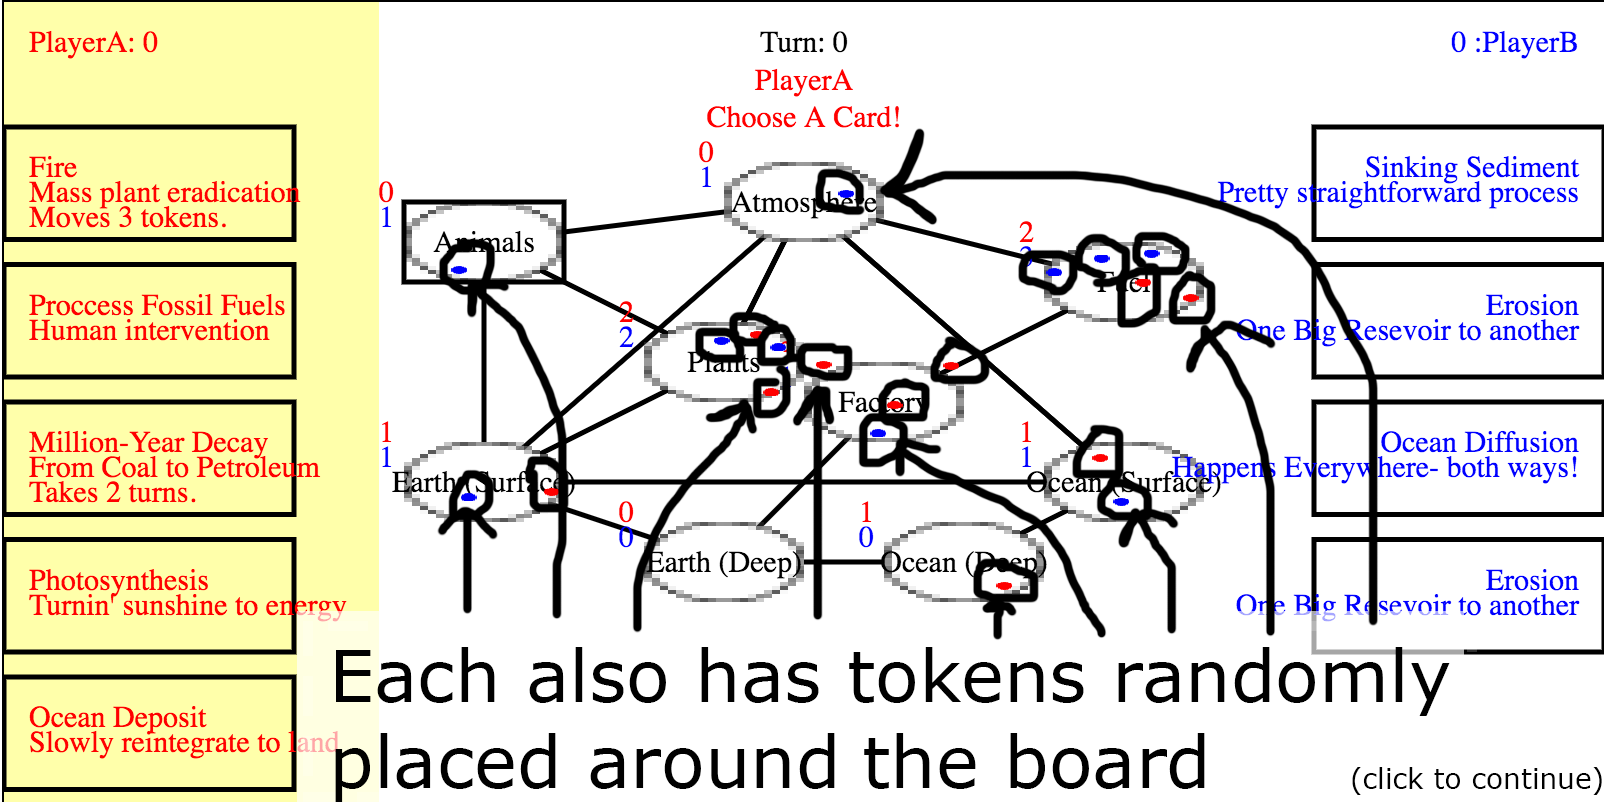 PlayerA: 0
Turn: 0
0 :PlayerB
PlayerA
Choose A Card!
Fire
Mass plant eradication
Moves 3 tokens.
Proccess Fossil Fuels
Human intervention
Million-Year Decay
From Coal to Petroleum
Takes 2 turns.
Photosynthesis
Turnin' sunshine to energy
Ocean Deposit
Slowly reintegrate to land
0
1
Atmosphere
0
1
Animals
2
3
Fuel
2
2
Plants
Factory
1
1
Earth (Surface)
1
1
Ocean (Surface)
0
0
Earth (Deep)
1
0
Ocean (Deep)
Sinking Sediment
Pretty straightforward process
Erosion
One Big Resevoir to another
Ocean Diffusion
Happens Everywhere- both ways!
Erosion
One Big Resevoir to another
Each also has tokens randomly
placed around the board
(click to continue)